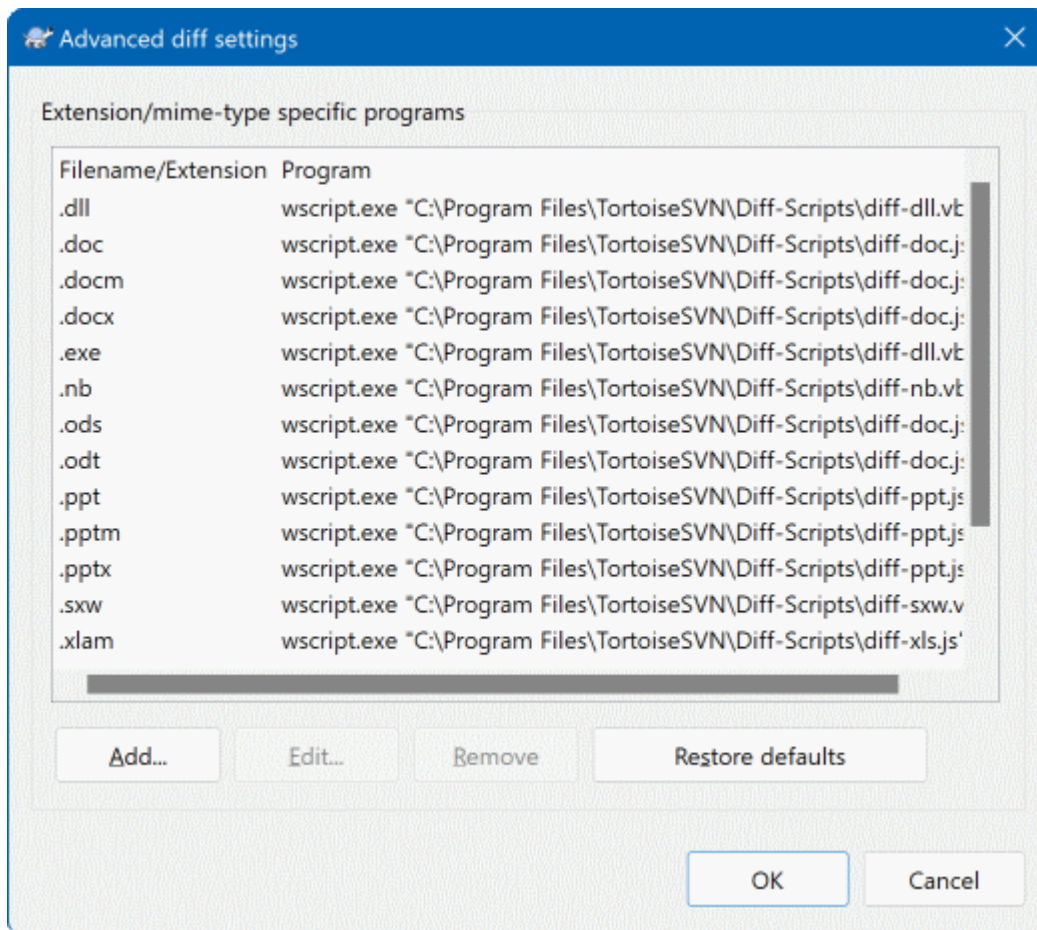 Advanced diff settings
Extension/mime-type specific programs
Filename/Extension Program
.dll wscript.exe "C:\Program Files\TortoiseSVN\Diff-Scripts\diff-dll.vb
.doc wscript.exe "C:\Program Files\TortoiseSVN\Diff-Scripts\diff-doc.js
.docm wscript.exe "C:\Program Files\TortoiseSVN\Diff-Scripts\diff-doc.js
.docx wscript.exe "C:\Program Files\TortoiseSVN\Diff-Scripts\diff-doc.js
.exe wscript.exe "C:\Program Files\TortoiseSVN\Diff-Scripts\diff-dll.vb
.nb wscript.exe "C:\Program Files\TortoiseSVN\Diff-Scripts\diff-nb.vb
.ods wscript.exe "C:\Program Files\TortoiseSVN\Diff-Scripts\diff-doc.js
.odt wscript.exe "C:\Program Files\TortoiseSVN\Diff-Scripts\diff-doc.js
.ppt wscript.exe "C:\Program Files\TortoiseSVN\Diff-Scripts\diff-ppt.js
.pptm wscript.exe "C:\Program Files\TortoiseSVN\Diff-Scripts\diff-ppt.js
.pptx wscript.exe "C:\Program Files\TortoiseSVN\Diff-Scripts\diff-ppt.js
.sxw wscript.exe "C:\Program Files\TortoiseSVN\Diff-Scripts\diff-sxw.v
.xlam wscript.exe "C:\Program Files\TortoiseSVN\Diff-Scripts\diff-xls.js"
Add... Edit... Remove Restore defaults
OK Cancel